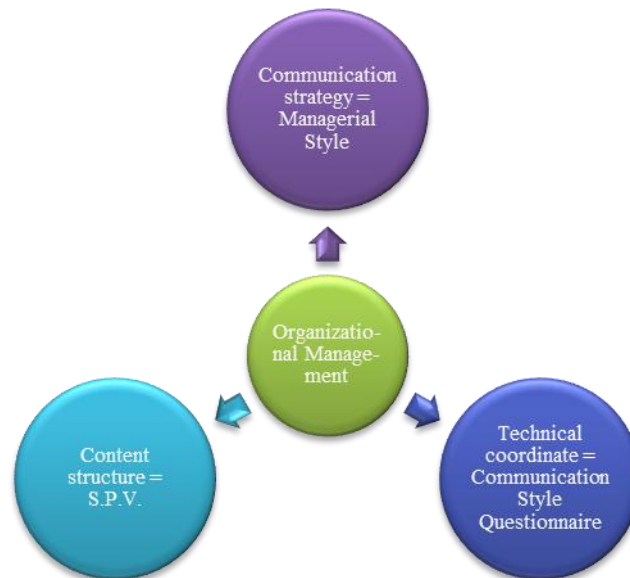 Communication
strategy =
Managerial
Style
Organizatio-
nal Manage-
ment
Content
structure =
S.P.V.
Technical
coordinate =
Communication
Style
Questionnaire